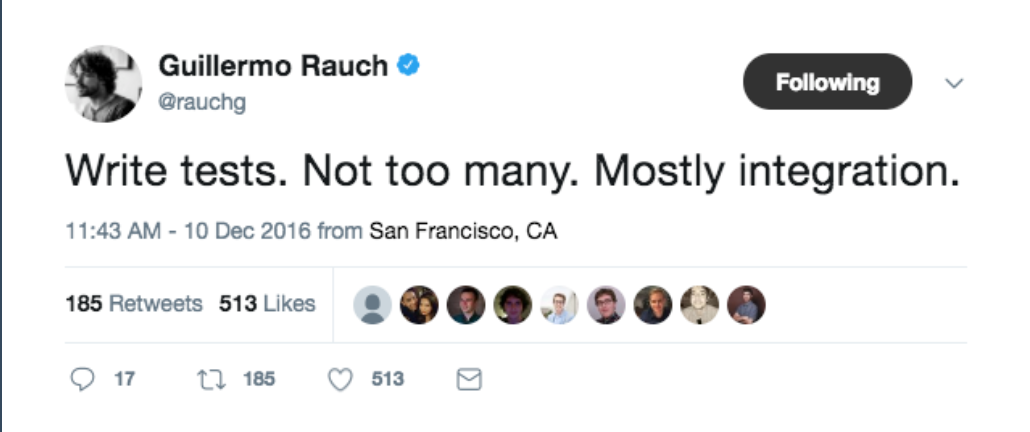 Guillermo Rauch
@rauchg
Following
Write tests. Not too many. Mostly integration.
11:43 AM - 10 Dec 2016 from San Francisco, CA
185 Retweets 513 Likes
17 185 513